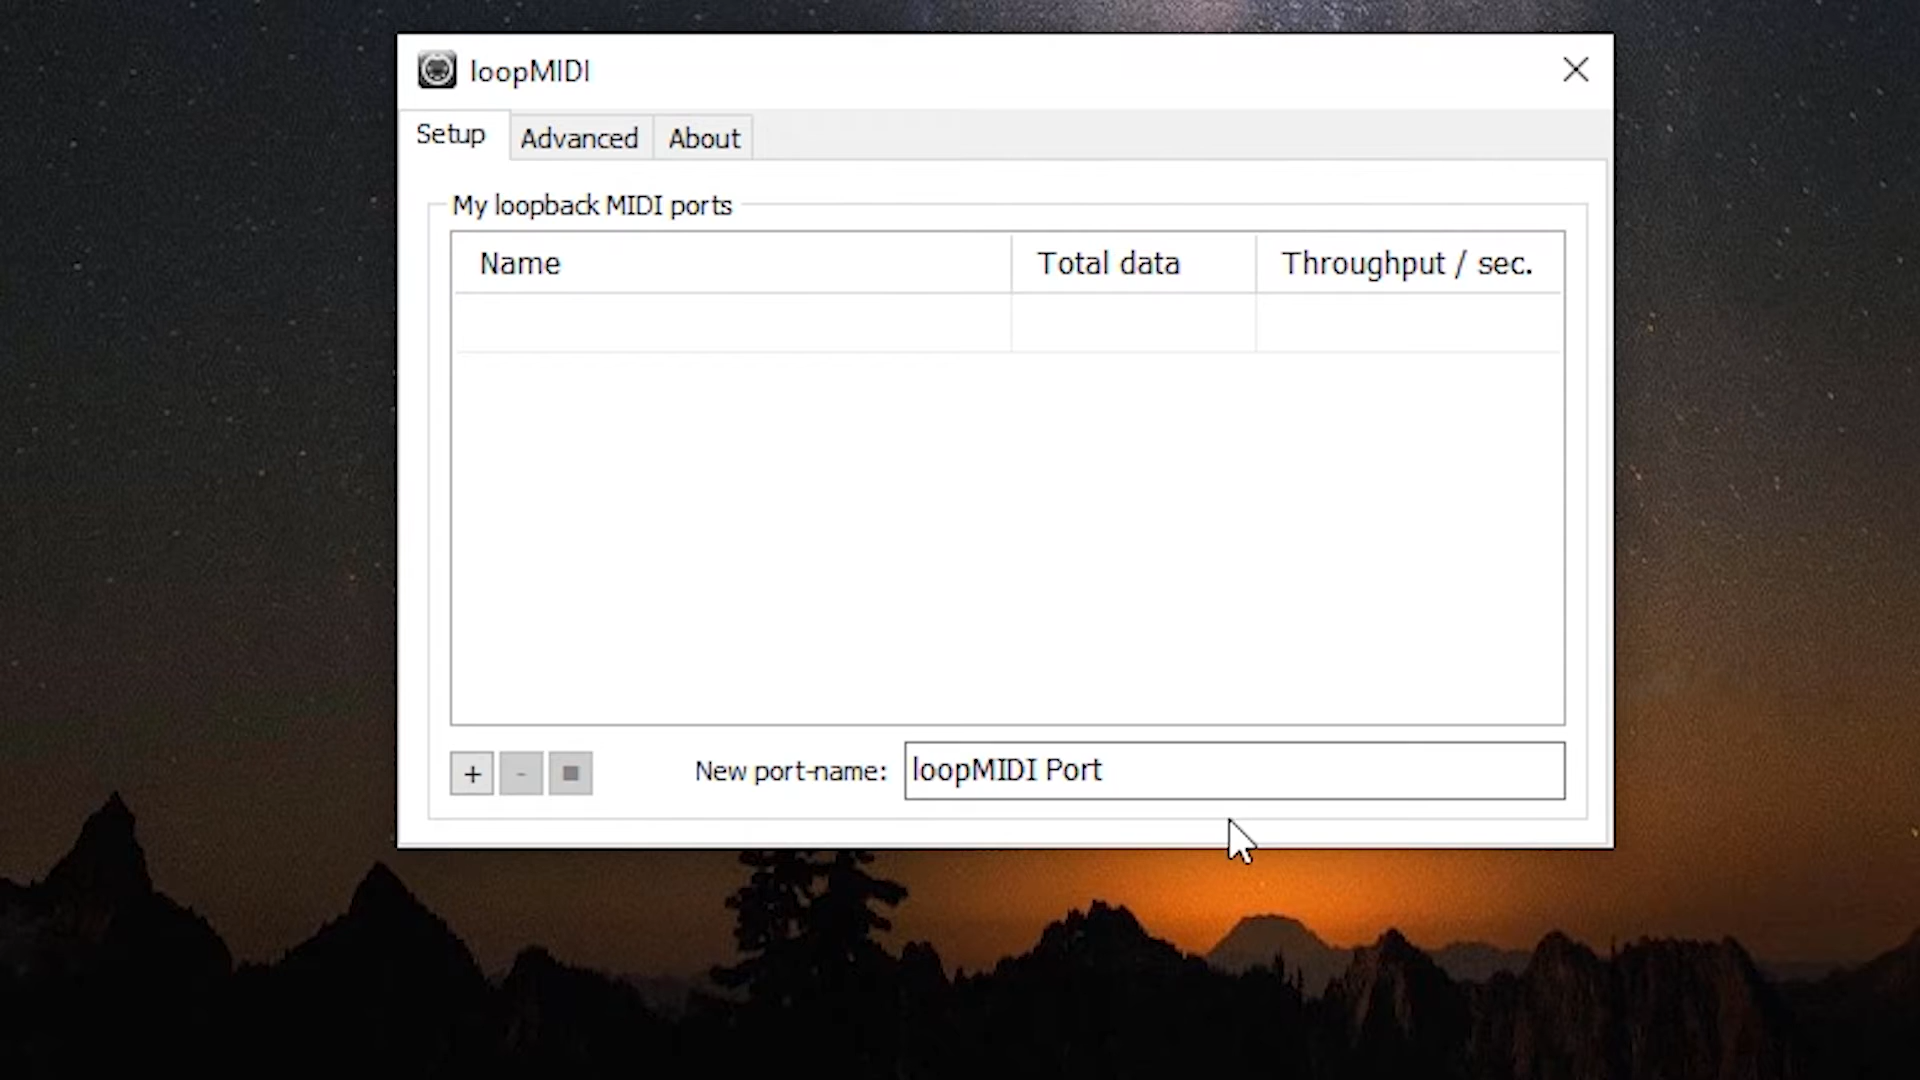 loopMIDI
Setup Advanced About
My loopback MIDI ports
Name Total data Throughput / sec.
+ - New port-name: loopMIDI Port